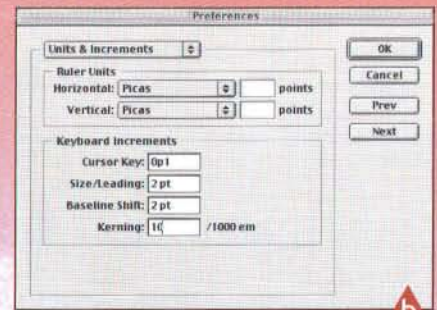 Preferences
Units & Increments
OK
Ruler Units
Cancel
Horizontal: Picas points
Vertical: Picas points
Prev
Next
Keyboard Increments
Cursor Key: 0p1
Size/Leading: 2 pt
Baseline Shift: 2 pt
Kerning: 10 /1000 em
b